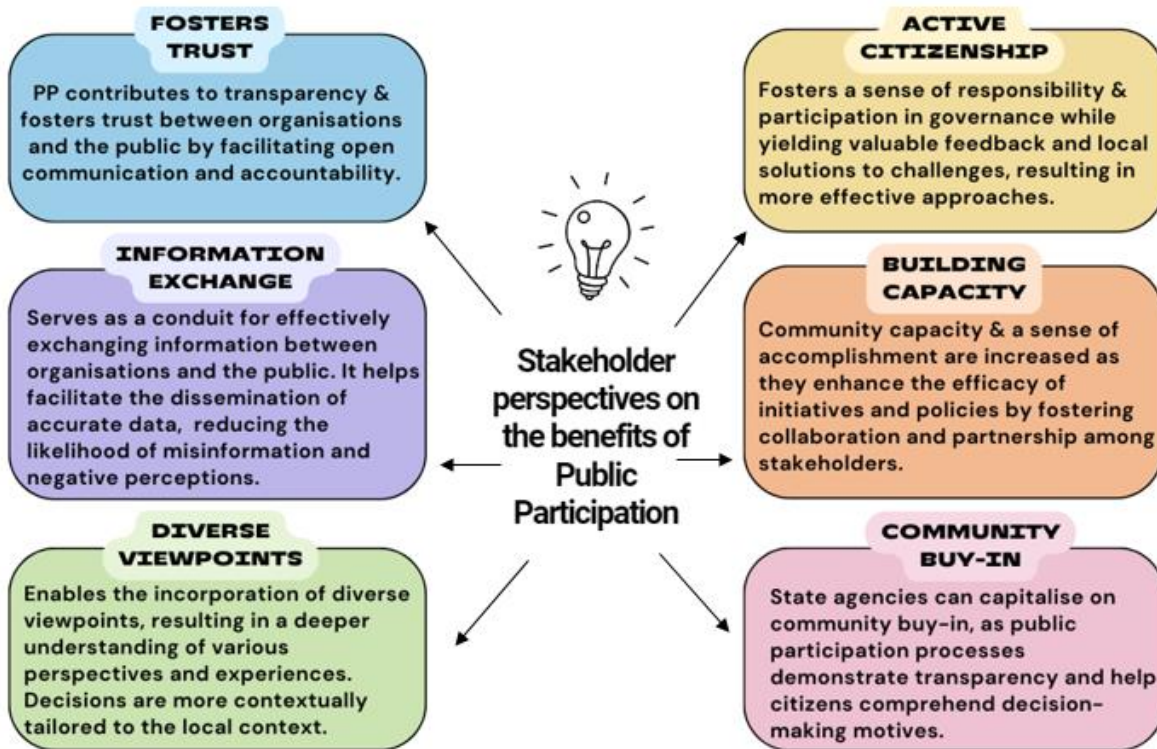 FOSTERS
TRUST
PP contributes to transparency &
fosters trust between organisations
and the public by facilitating open
communication and accountability.
INFORMATION
EXCHANGE
Serves as a conduit for effectively
exchanging information between
organisations and the public. It helps
facilitate the dissemination of
accurate data, reducing the
likelihood of misinformation and
negative perceptions.
DIVERSE
VIEWPOINTS
Enables the incorporation of diverse
viewpoints, resulting in a deeper
understanding of various
perspectives and experiences.
Decisions are more contextually
tailored to the local context.
Stakeholder
perspectives on
the benefits of
Public
Participation
ACTIVE
CITIZENSHIP
Fosters a sense of responsibility &
participation in governance while
yielding valuable feedback and local
solutions to challenges, resulting in
more effective approaches.
BUILDING
CAPACITY
Community capacity & a sense of
accomplishment are increased as
they enhance the efficacy of
initiatives and policies by fostering
collaboration and partnership among
stakeholders.
COMMUNITY
BUY-IN
State agencies can capitalise on
community buy-in, as public
participation processes
demonstrate transparency and help
citizens comprehend decision-
making motives.